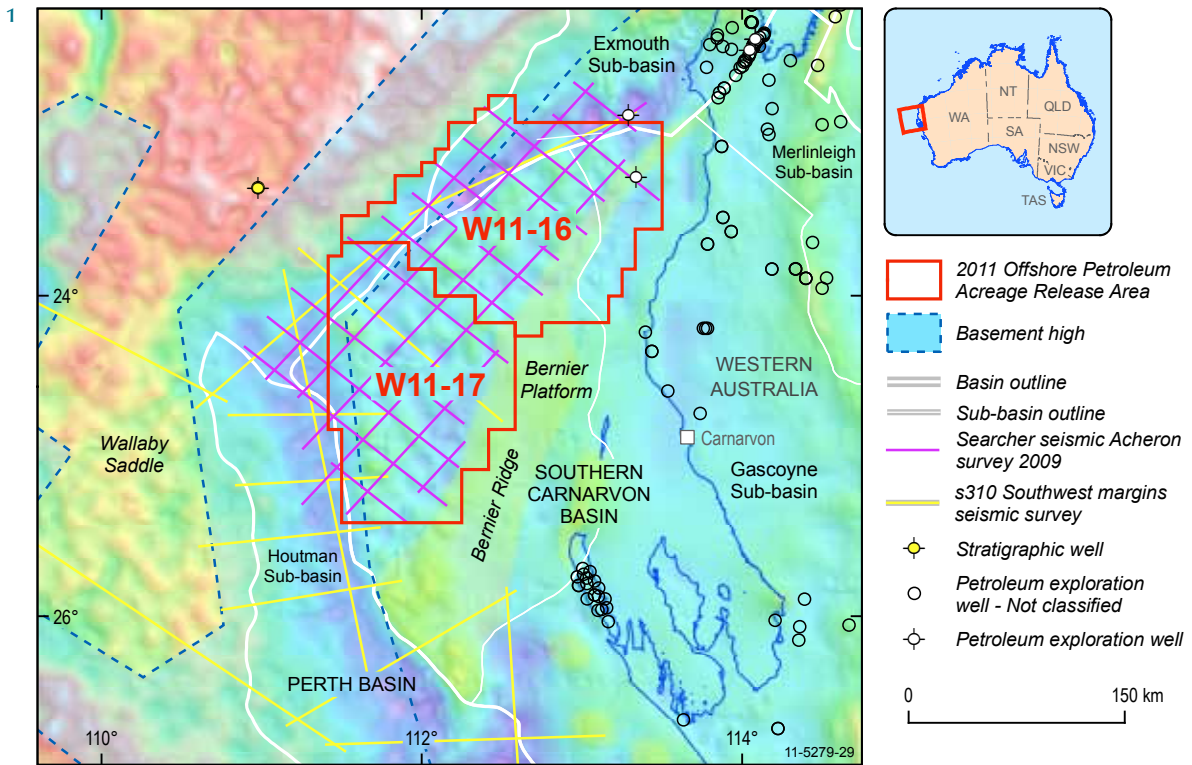 1
Exmouth
Sub-basin
Merlinleigh
Sub-basin
W11-16
24°
24°
W11-17
Bernier
Platform
WESTERN
AUSTRALIA
Wallaby
Saddle
Carnarvon
Bernier Ridge
SOUTHERN
CARNARVON
BASIN
Gascoyne
Sub-basin
Houtman
Sub-basin
26°
26°
PERTH BASIN
110°
112°
114°
11-5279-29
NT
WA
QLD
SA
NSW
VIC
TAS
2011 Offshore Petroleum
Acreage Release Area
Basement high
Basin outline
Sub-basin outline
Searcher seismic Acheron
survey 2009
s310 Southwest margins
seismic survey
Stratigraphic well
Petroleum exploration
well - Not classified
Petroleum exploration well
0
150 km